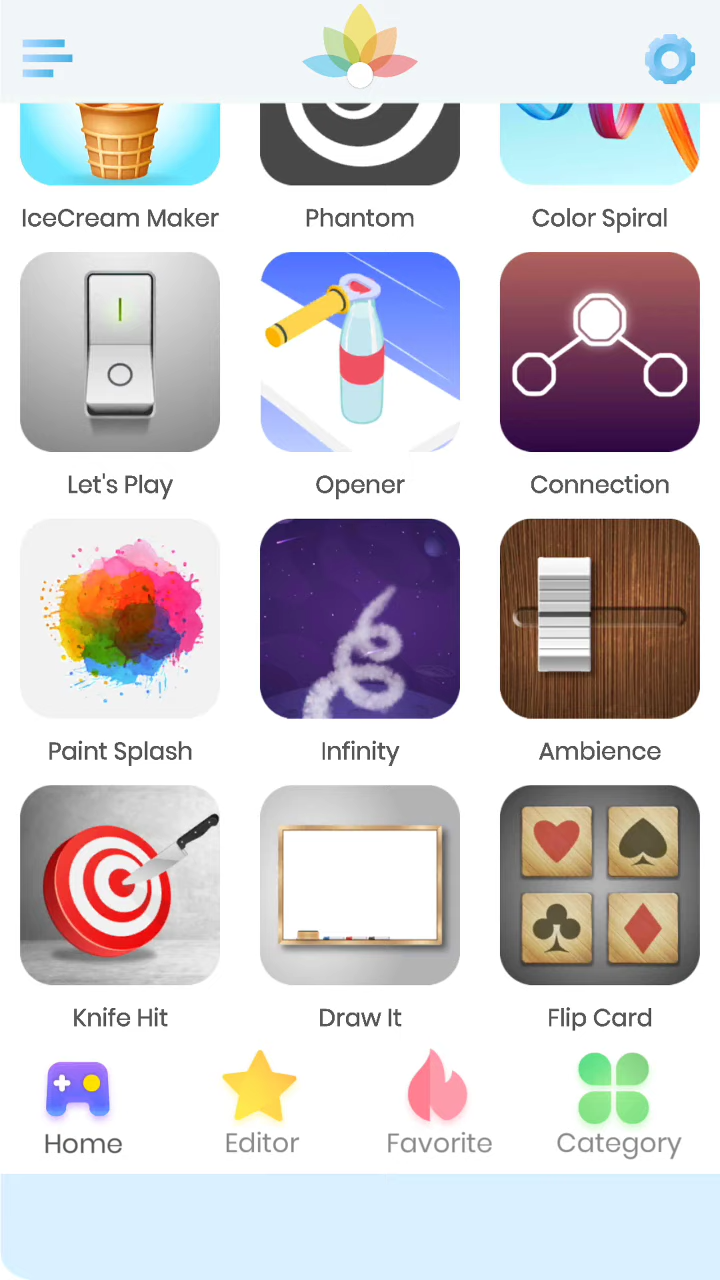 IceCream Maker
Phantom
Color Spiral
Let's Play
Opener
Connection
Paint Splash
Infinity
Ambience
Knife Hit
Draw It
Flip Card
Home
Editor
Favorite
Category